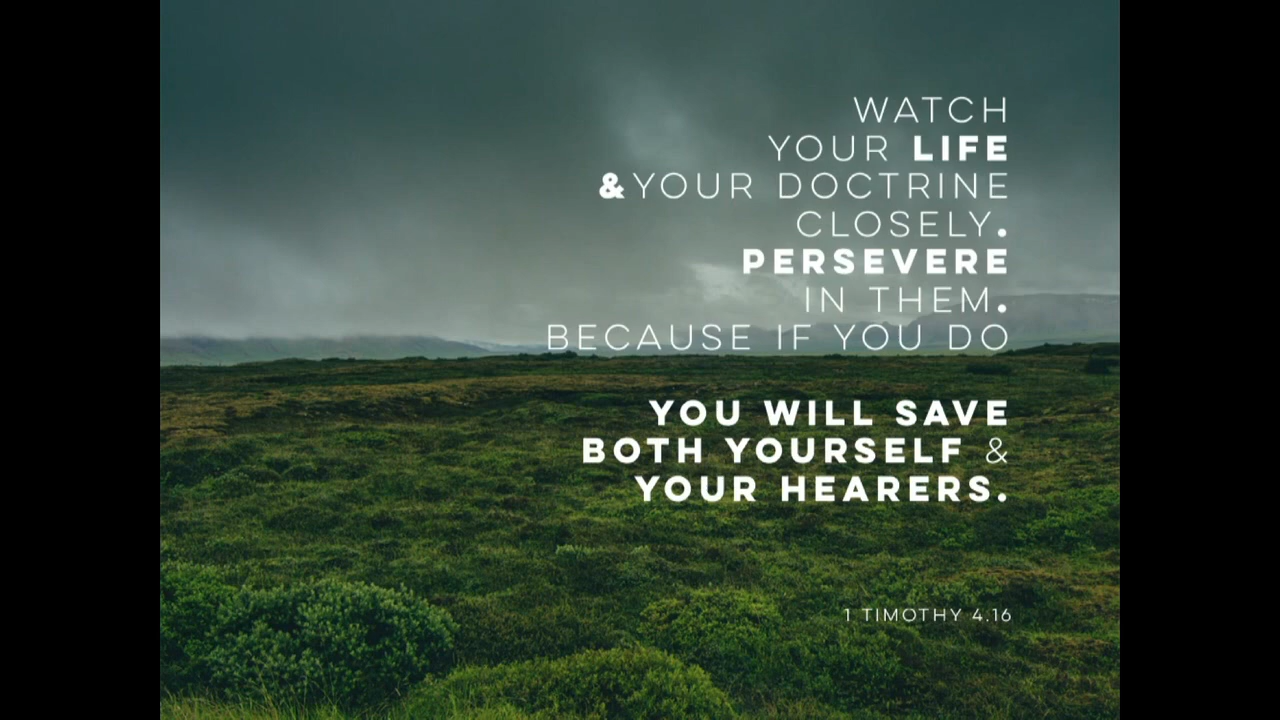 WATCH
YOUR LIFE
&YOUR DOCTRINE
CLOSELY.
PERSEVERE
IN THEM.
BECAUSE IF YOU DO
YOU WILL SAVE
BOTH YOURSELF &
YOUR HEARERS.
1 TIMOTHY 4.16